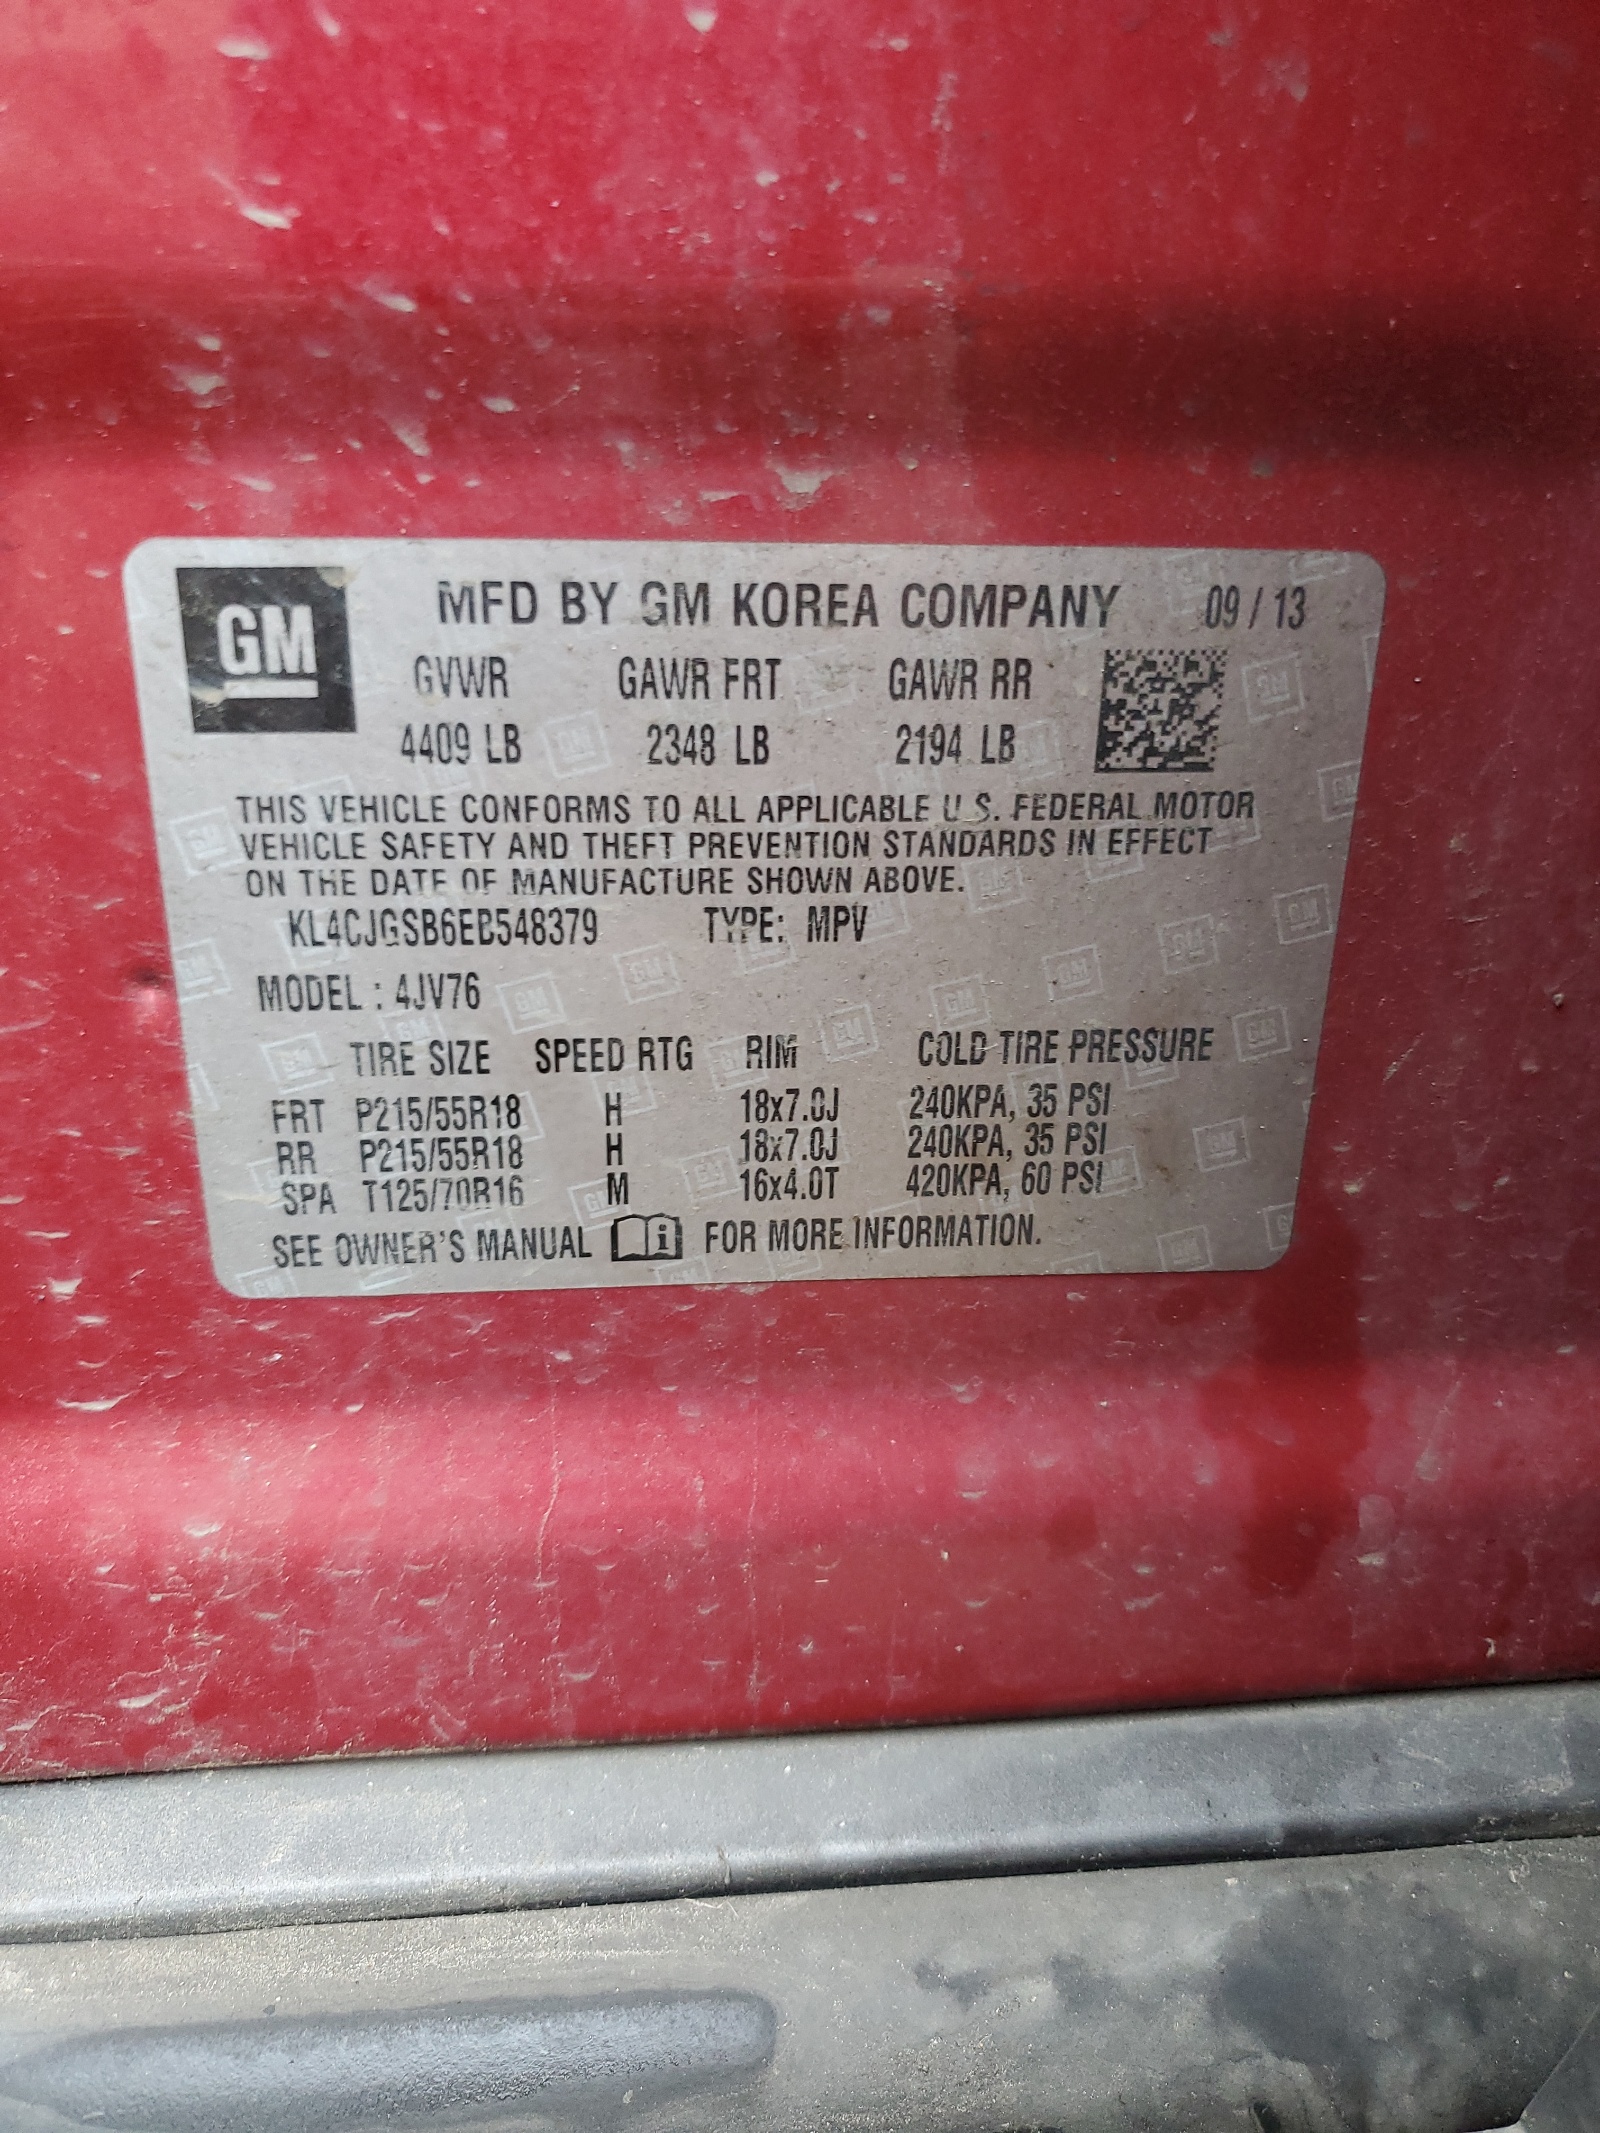 GM
MFD BY GM KOREA COMPANY 09 / 13
GVWR GAWR FRT GAWR RR
4409 LB 2348 LB 2194 LB
THIS VEHICLE CONFORMS TO ALL APPLICABLE U.S. FEDERAL MOTOR
VEHICLE SAFETY AND THEFT PREVENTION STANDARDS IN EFFECT
ON THE DATE OF MANUFACTURE SHOWN ABOVE.
KL4CJGSB6EB548379 TYPE: MPV
MODEL : 4JV76
TIRE SIZE SPEED RTG RIM COLD TIRE PRESSURE
FRT P215/55R18 H 18x7.0J 240KPA, 35 PSI
RR P215/55R18 H 18x7.0J 240KPA, 35 PSI
SPA T125/70R16 M 16x4.0T 420KPA, 60 PSI
SEE OWNER'S MANUAL i FOR MORE INFORMATION.